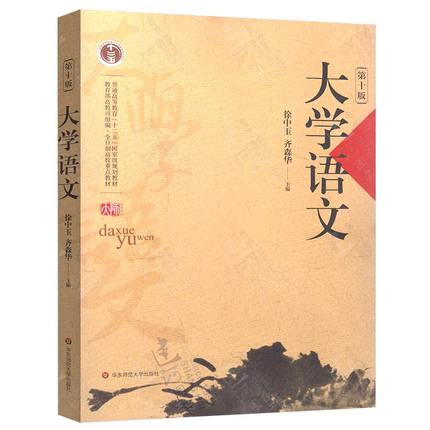 第十版
大学语文
徐中玉 齐森华
主编
第十版
大学语文
徐中玉 齐森华
主编
普通高等教育“十二五”国家级规划教材
教育部高教司组编·全日制高校重点教材
大夏
daxue
yuwen
华东师范大学出版社